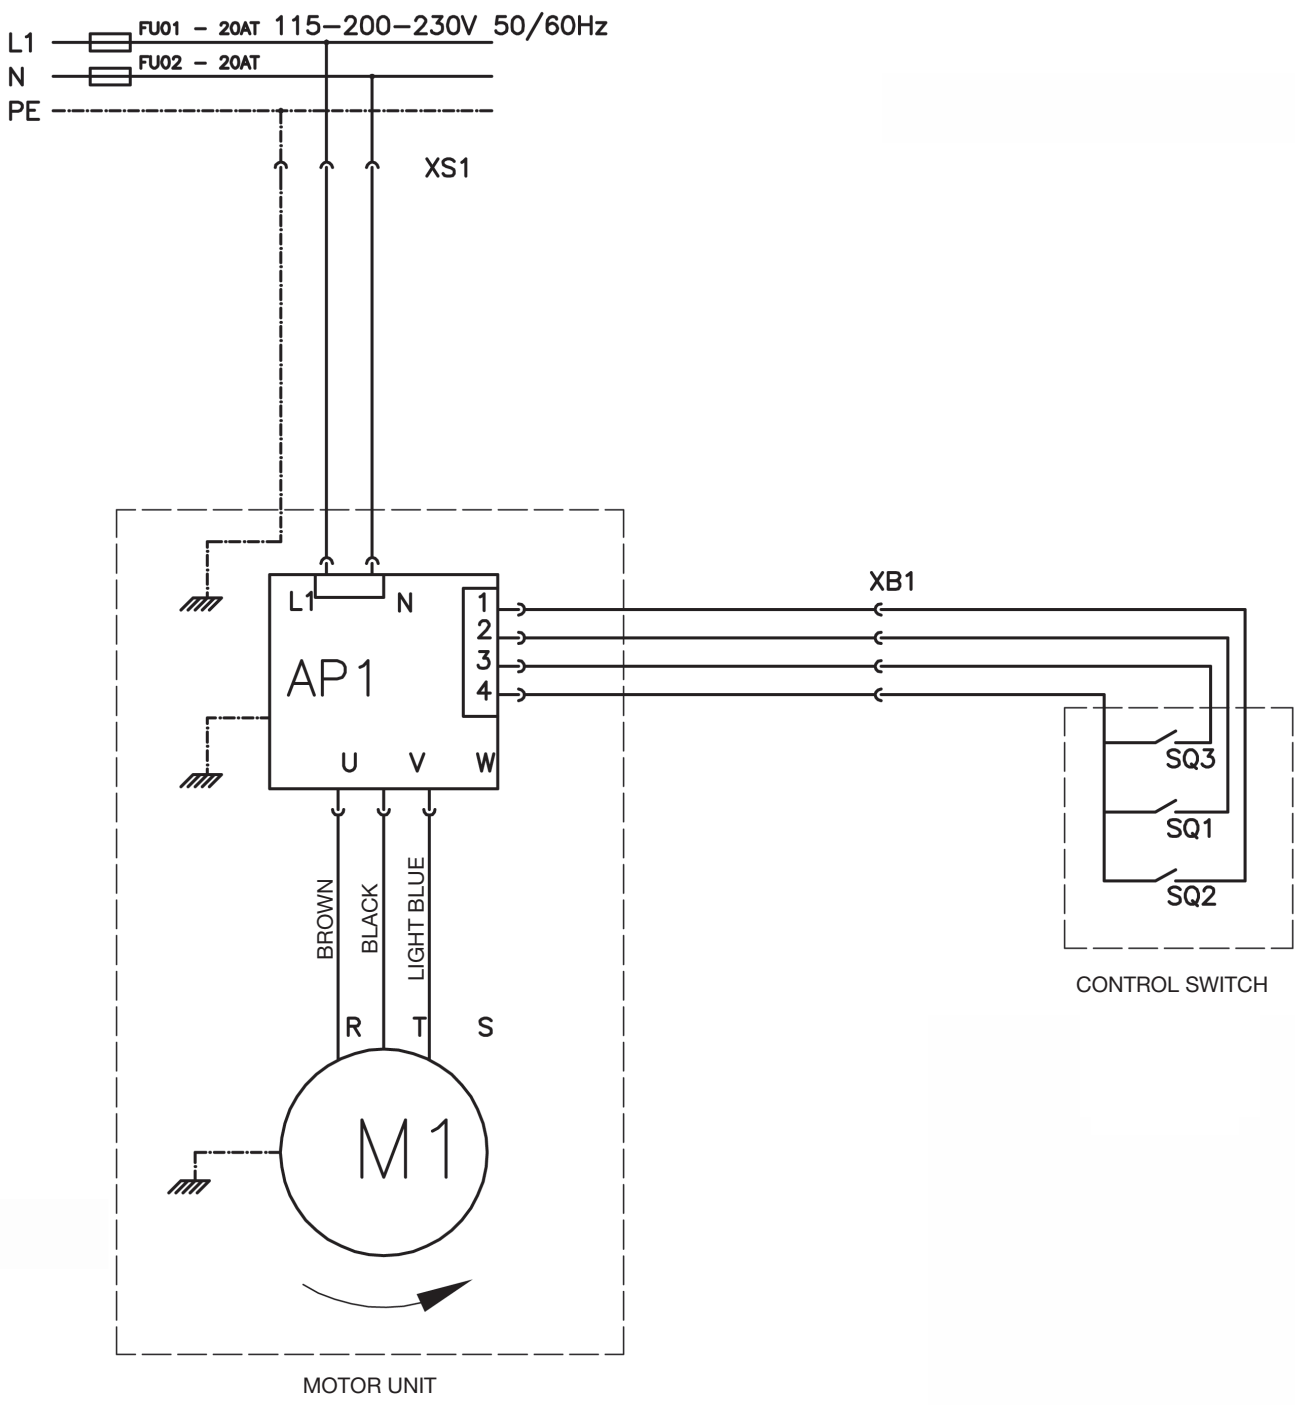 L1 FU01 - 20AT 115-200-230V 50/60Hz
N FU02 - 20AT
PE
XS1
XB1
L1 N 1
2
3
4
AP1
U V W
SQ3
SQ1
SQ2
CONTROL SWITCH
BROWN
BLACK
LIGHT BLUE
R T S
M1
MOTOR UNIT